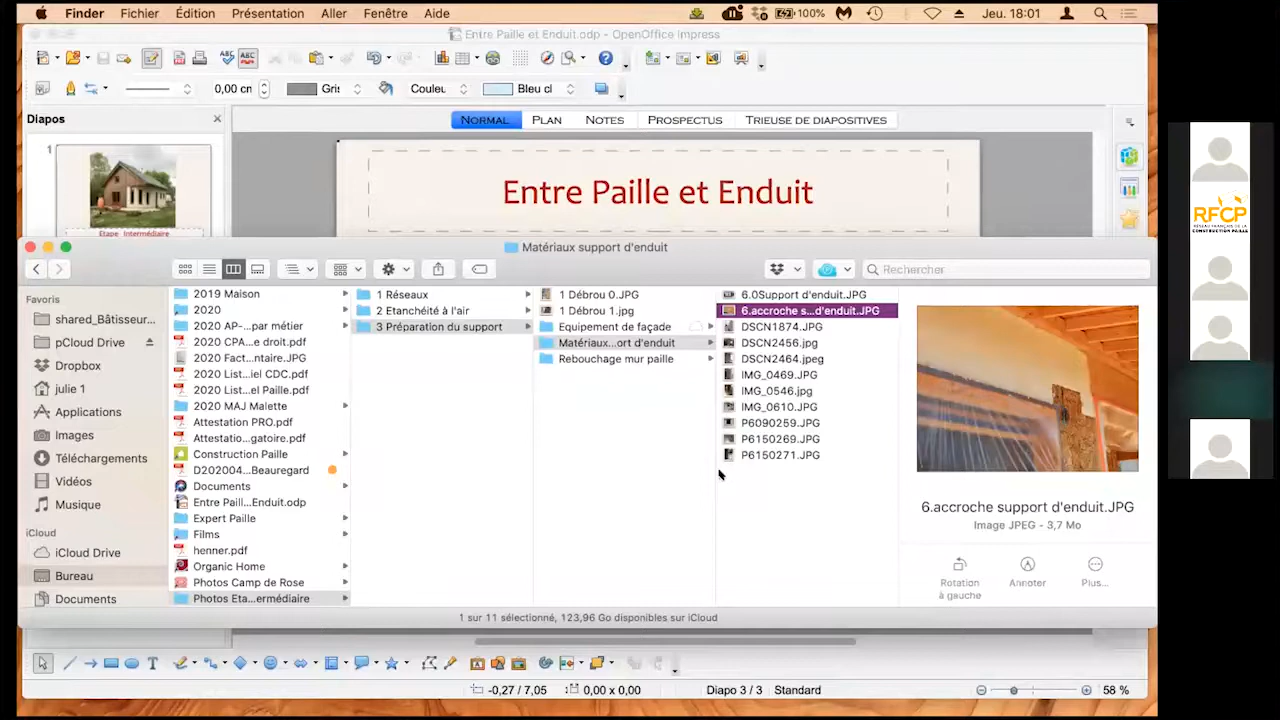 Finder Fichier Édition Présentation Aller Fenêtre Aide 100% Jeu. 18:01
Entre Paille et Enduit.odp - OpenOffice Impress
0,00 cm Gris Couleu Bleu cl
Diapos
NORMAL PLAN NOTES PROSPECTUS TRIEUSE DE DIAPOSITIVES
1
Entre Paille et Enduit
Etape Intermédiaire
RFCP
RÉSEAU FRANÇAIS DE LA
CONSTRUCTION PAILLE
Matériaux support d'enduit
Rechercher
Favoris
shared_Bâtisseur...
pCloud Drive
Dropbox
julie 1
Applications
Images
Téléchargements
Vidéos
Musique
iCloud
iCloud Drive
Bureau
Documents
2019 Maison
2020
2020 AP-...par métier
2020 CPA...e droit.pdf
2020 Fact...ntaire.JPG
2020 List...iel CDC.pdf
2020 List...el Paille.pdf
2020 MAJ Malette
Attestation PRO.pdf
Attestatio...gatoire.pdf
Construction Paille
D202004...Beauregard
Documents
Entre Paill...Enduit.odp
Expert Paille
Films
henner.pdf
Organic Home
Photos Camp de Rose
Photos Eta...ermédiaire
1 Réseaux
2 Etanchéité à l'air
3 Préparation du support
1 Débrou 0.JPG
1 Débrou 1.jpg
Equipement de façade
Matériaux...ort d'enduit
Rebouchage mur paille
6.0Support d'enduit.JPG
6.accroche s...d'enduit.JPG
DSCN1874.JPG
DSCN2456.jpg
DSCN2464.jpeg
IMG_0469.JPG
IMG_0546.jpg
IMG_0610.JPG
P6090259.JPG
P6150269.JPG
P6150271.JPG
6.accroche support d'enduit.JPG
Image JPEG - 3,7 Mo
Rotation
à gauche
Annoter
Plus...
1 sur 11 sélectionné, 123,96 Go disponibles sur iCloud
-0,27 / 7,05 0,00 x 0,00 Diapo 3 / 3 Standard 58 %